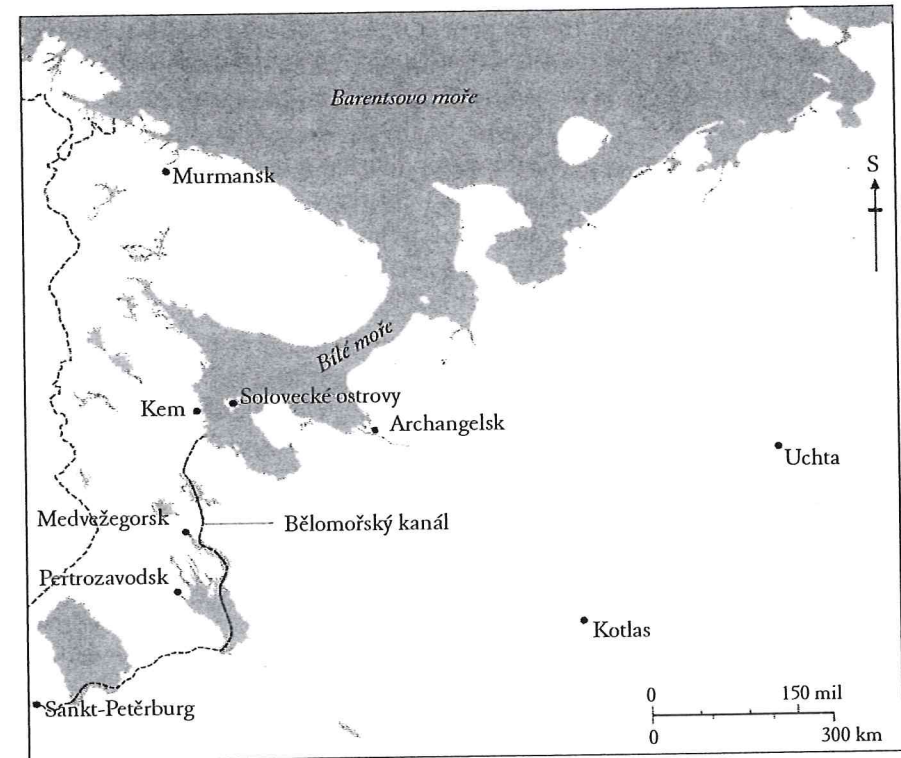 Barentsovo moře
S
Murmansk
Bílé moře
Solovecké ostrovy
Kem
Archangelsk
Uchta
Medvežegorsk
Bělomořský kanál
Pertrozavodsk
Kotlas
Sankt-Petěrburg
0 150 mil
0 300 km